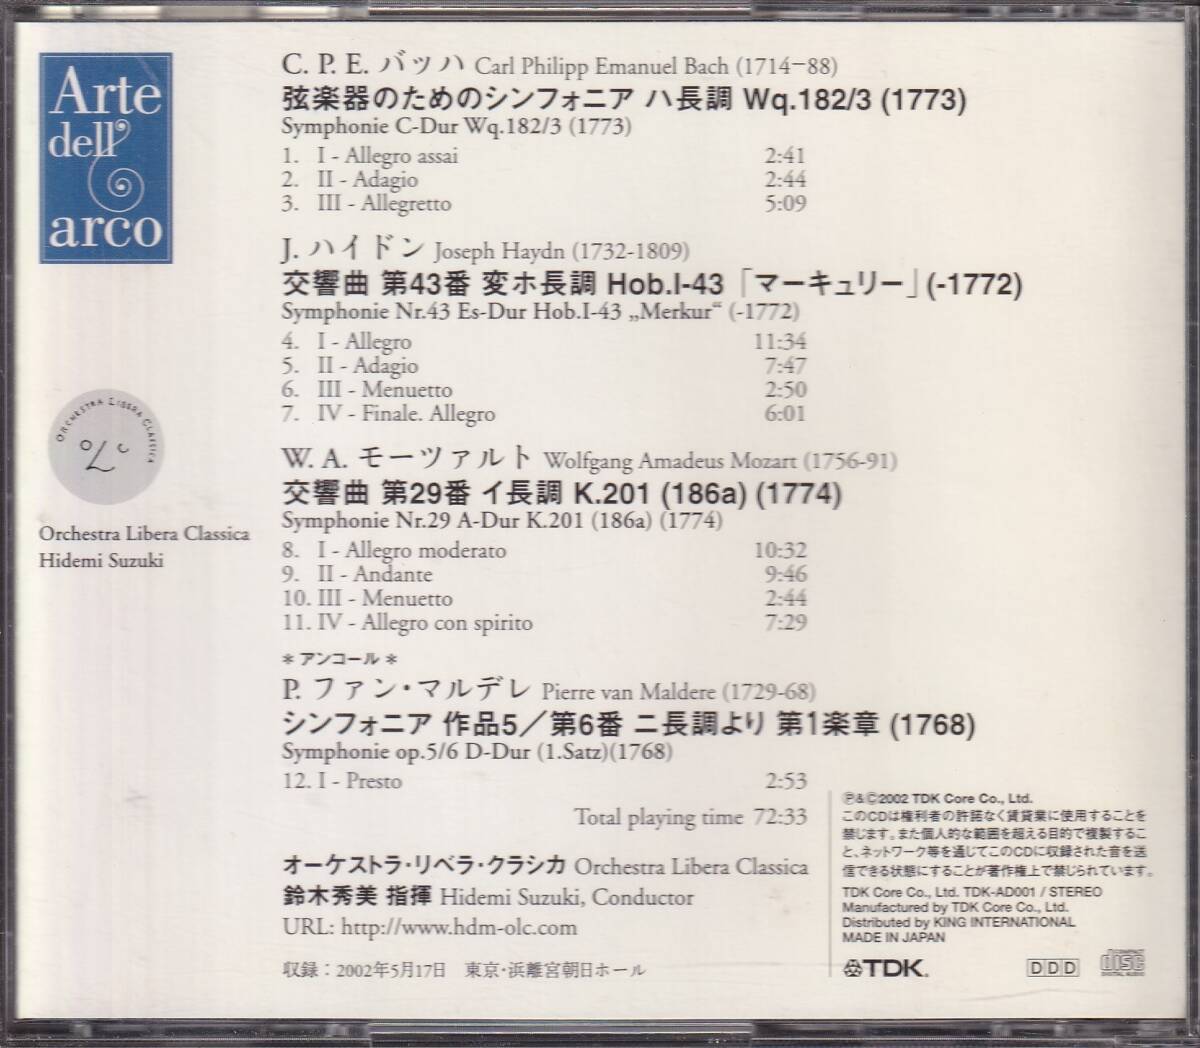 Arte
dell'
arco
ORCHESTRA LIBERA CLASSICA
OLC
Orchestra Libera Classica
Hidemi Suzuki
C. P. E. バッハ Carl Philipp Emanuel Bach (1714-88)
弦楽器のためのシンフォニア ハ長調 Wq.182/3 (1773)
Symphonie C-Dur Wq.182/3 (1773)
1. I - Allegro assai 2:41
2. II - Adagio 2:44
3. III - Allegretto 5:09
J. ハイドン Joseph Haydn (1732-1809)
交響曲 第43番 変ホ長調 Hob.I-43 「マーキュリー」(-1772)
Symphonie Nr.43 Es-Dur Hob.I-43 „Merkur“ (-1772)
4. I - Allegro 11:34
5. II - Adagio 7:47
6. III - Menuetto 2:50
7. IV - Finale. Allegro 6:01
W. A. モーツァルト Wolfgang Amadeus Mozart (1756-91)
交響曲 第29番 イ長調 K.201 (186a) (1774)
Symphonie Nr.29 A-Dur K.201 (186a) (1774)
8. I - Allegro moderato 10:32
9. II - Andante 9:46
10. III - Menuetto 2:44
11. IV - Allegro con spirito 7:29
＊アンコール＊
P. ファン・マルデレ Pierre van Maldere (1729-68)
シンフォニア 作品5／第6番 ニ長調より 第1楽章 (1768)
Symphonie op.5/6 D-Dur (1.Satz)(1768)
12. I - Presto 2:53
Total playing time 72:33
オーケストラ・リベラ・クラシカ Orchestra Libera Classica
鈴木秀美 指揮 Hidemi Suzuki, Conductor
URL: http://www.hdm-olc.com
収録：2002年5月17日 東京・浜離宮朝日ホール
℗&©2002 TDK Core Co., Ltd.
このCDは権利者の許諾なく賃貸業に使用することを
禁じます。また個人的な範囲を超える目的で複製するこ
と、ネットワーク等を通じてこのCDに収録された音を送
信できる状態にすることが著作権上で禁じられています。
TDK Core Co., Ltd. TDK-AD001 / STEREO
Manufactured by TDK Core Co., Ltd.
Distributed by KING INTERNATIONAL
MADE IN JAPAN
TDK.
DDD
COMPACT disc DIGITAL AUDIO